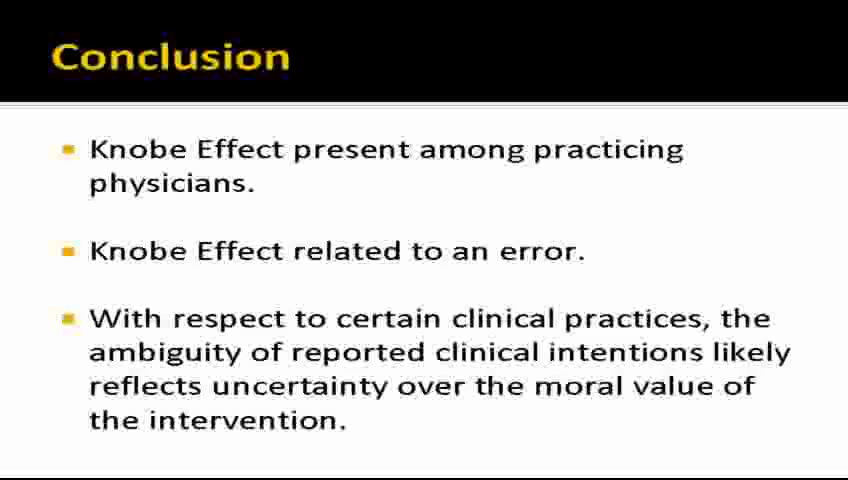 Conclusion
Knobe Effect present among practicing
physicians.
Knobe Effect related to an error.
With respect to certain clinical practices, the
ambiguity of reported clinical intentions likely
reflects uncertainty over the moral value of
the intervention.